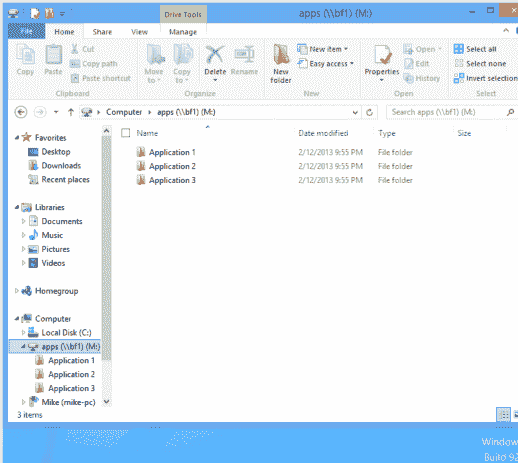 Drive Tools
apps (\\bf1) (M:)
File
Home
Share
View
Manage
Copy
Paste
Cut
Copy path
Paste shortcut
Clipboard
Move to
Copy to
Delete
Rename
Organize
New folder
New item
Easy access
New
Properties
Open
Edit
History
Open
Select all
Select none
Invert selection
Select
Computer
apps (\\bf1) (M:)
Search apps (\\bf1) (M:)
Favorites
Desktop
Downloads
Recent places
Libraries
Documents
Music
Pictures
Videos
Homegroup
Computer
Local Disk (C:)
apps (\\bf1) (M:)
Application 1
Application 2
Application 3
Mike (mike-pc)
Name Date modified Type Size
Application 1 2/12/2013 9:55 PM File folder
Application 2 2/12/2013 9:55 PM File folder
Application 3 2/12/2013 9:55 PM File folder
3 items
Window
Build 92